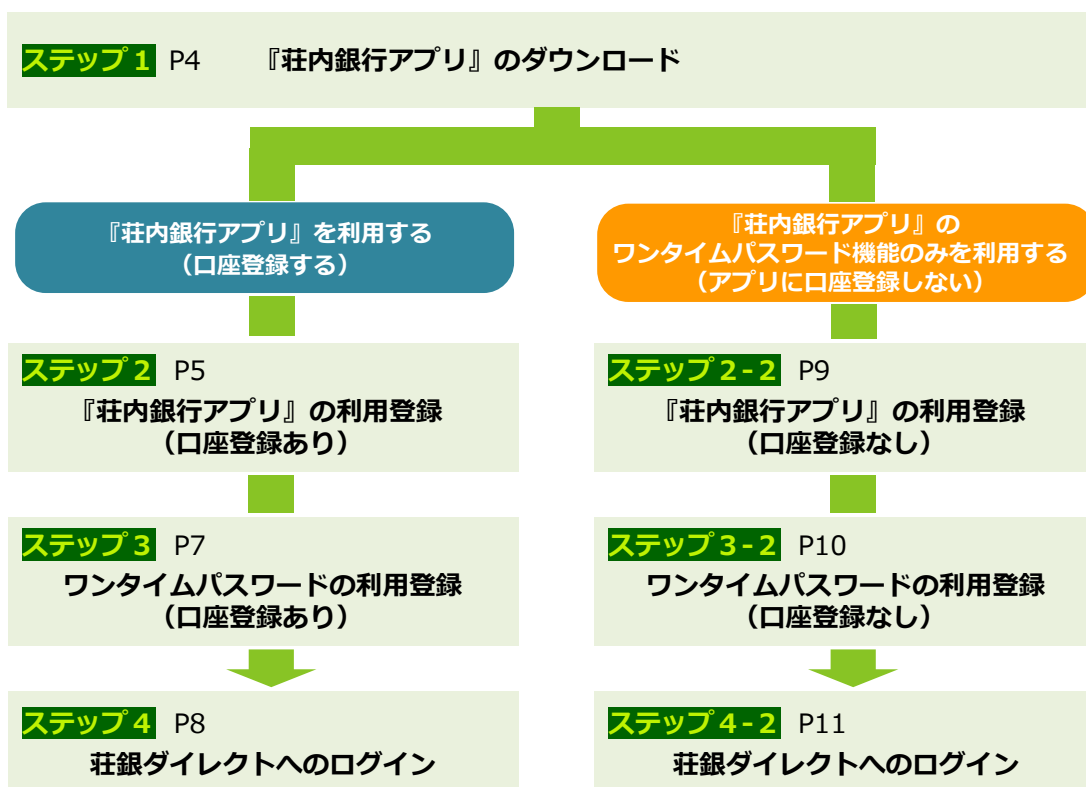 ステップ１ P4 『荘内銀行アプリ』のダウンロード
『荘内銀行アプリ』を利用する
（口座登録する）
『荘内銀行アプリ』の
ワンタイムパスワード機能のみを利用する
（アプリに口座登録しない）
ステップ２ P5
『荘内銀行アプリ』の利用登録
（口座登録あり）
ステップ２-２ P9
『荘内銀行アプリ』の利用登録
（口座登録なし）
ステップ３ P7
ワンタイムパスワードの利用登録
（口座登録あり）
ステップ３-２ P10
ワンタイムパスワードの利用登録
（口座登録なし）
ステップ４ P8
荘銀ダイレクトへのログイン
ステップ４-２ P11
荘銀ダイレクトへのログイン